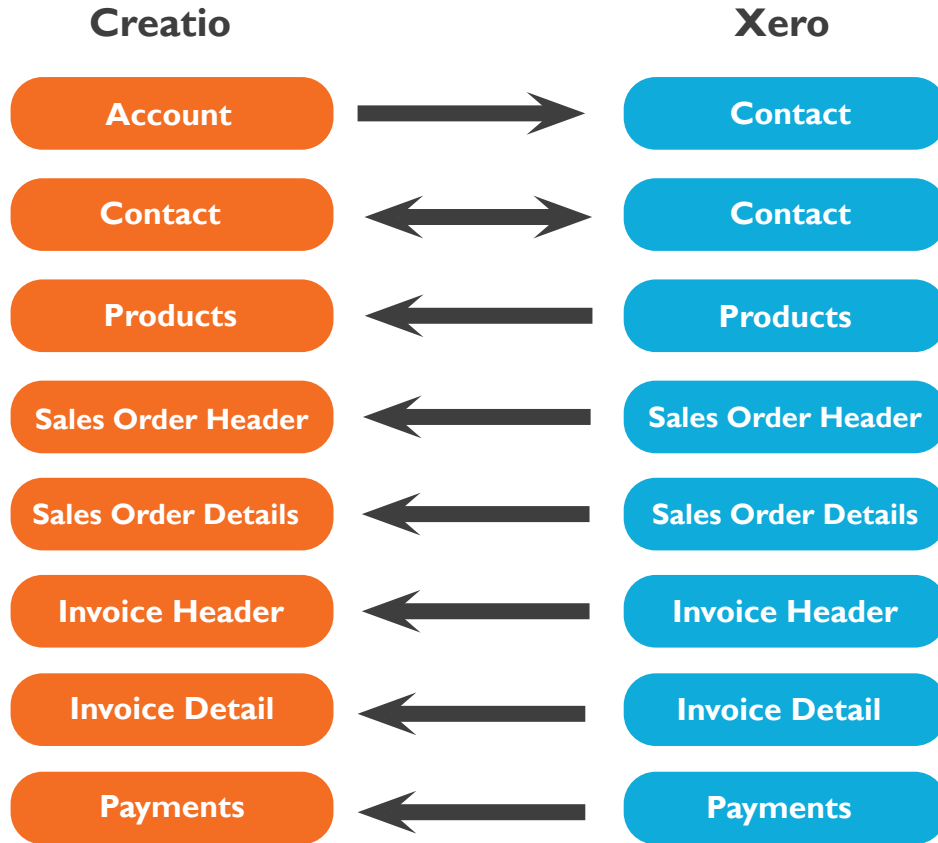 Creatio Xero
Account Contact
Contact Contact
Products Products
Sales Order Header Sales Order Header
Sales Order Details Sales Order Details
Invoice Header Invoice Header
Invoice Detail Invoice Detail
Payments Payments